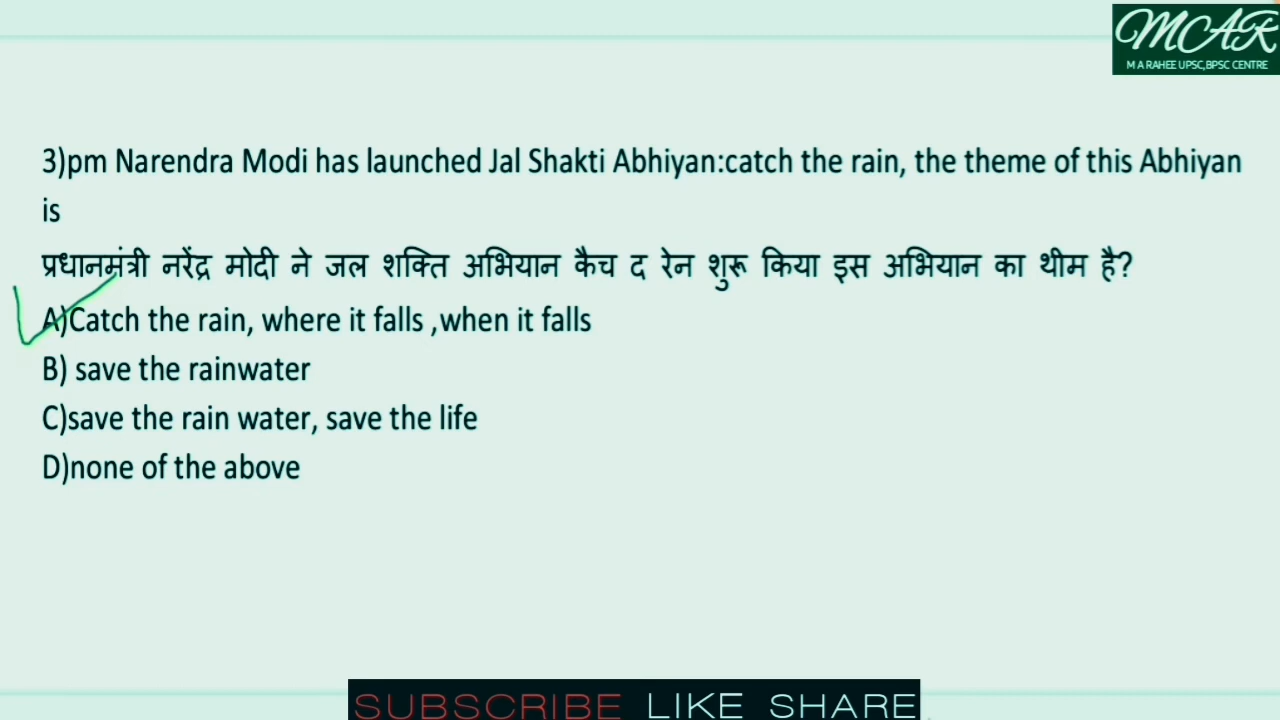 MCAR
M A RAHEE UPSC,BPSC CENTRE
3)pm Narendra Modi has launched Jal Shakti Abhiyan:catch the rain, the theme of this Abhiyan
is
प्रधानमंत्री नरेंद्र मोदी ने जल शक्ति अभियान कैच द रेन शुरू किया इस अभियान का थीम है?
A)Catch the rain, where it falls ,when it falls
B) save the rainwater
C)save the rain water, save the life
D)none of the above
SUBSCRIBE LIKE SHARE